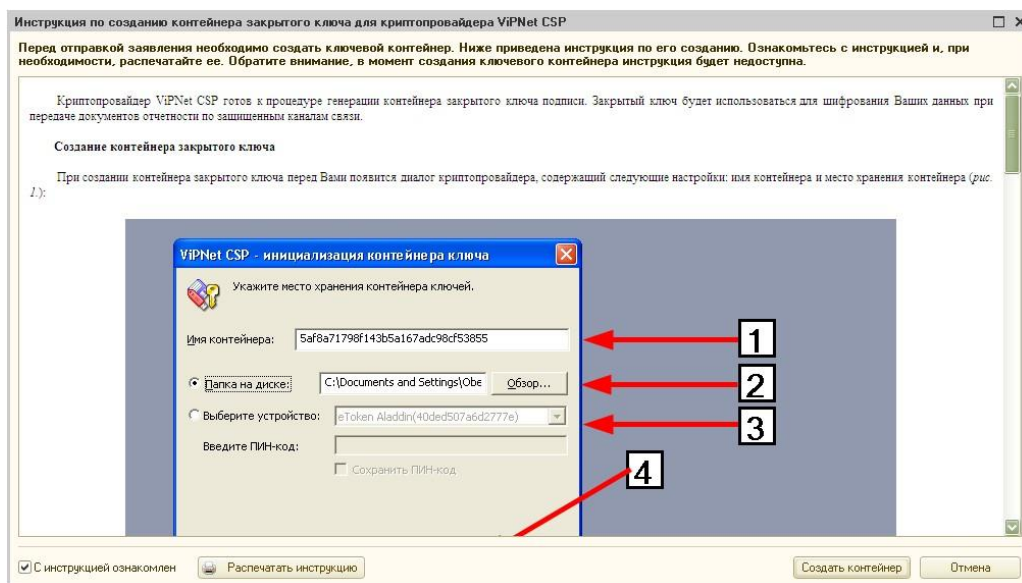 Инструкция по созданию контейнера закрытого ключа для криптопровайдера ViPNet CSP
Перед отправкой заявления необходимо создать ключевой контейнер. Ниже приведена инструкция по его созданию. Ознакомьтесь с инструкцией и, при
необходимости, распечатайте ее. Обратите внимание, в момент создания ключевого контейнера инструкция будет недоступна.
Криптопровайдер ViPNet CSP готов к процедуре генерации контейнера закрытого ключа подписи. Закрытый ключ будет использоваться для шифрования Ваших данных при
передаче документов отчетности по защищенным каналам связи.
Создание контейнера закрытого ключа
При создании контейнера закрытого ключа перед Вами появится диалог криптопровайдера, содержащий следующие настройки: имя контейнера и место хранения контейнера (рис.
1.):
ViPNet CSP - инициализация контейнера ключа
Укажите место хранения контейнера ключей.
Имя контейнера: 5af8a71798f143b5a167adc98cf53855
1
Папка на диске: C:\Documents and Settings\Obe Обзор...
2
Выберите устройство: eToken Aladdin(40ded507a6d2777e)
3
Введите ПИН-код:
Сохранить ПИН-код
4
С инструкцией ознакомлен Распечатать инструкцию Создать контейнер Отмена